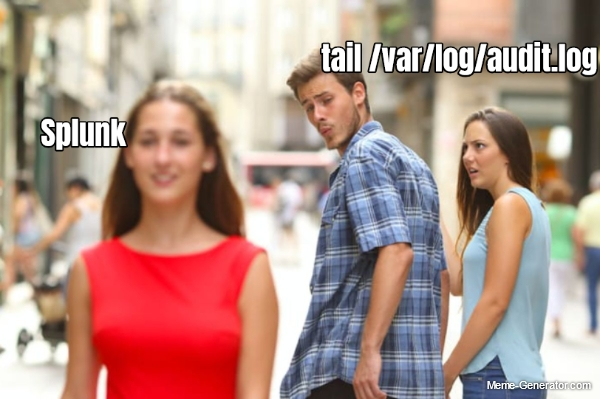 tail /var/log/audit.log
Splunk
Meme-Generator.com